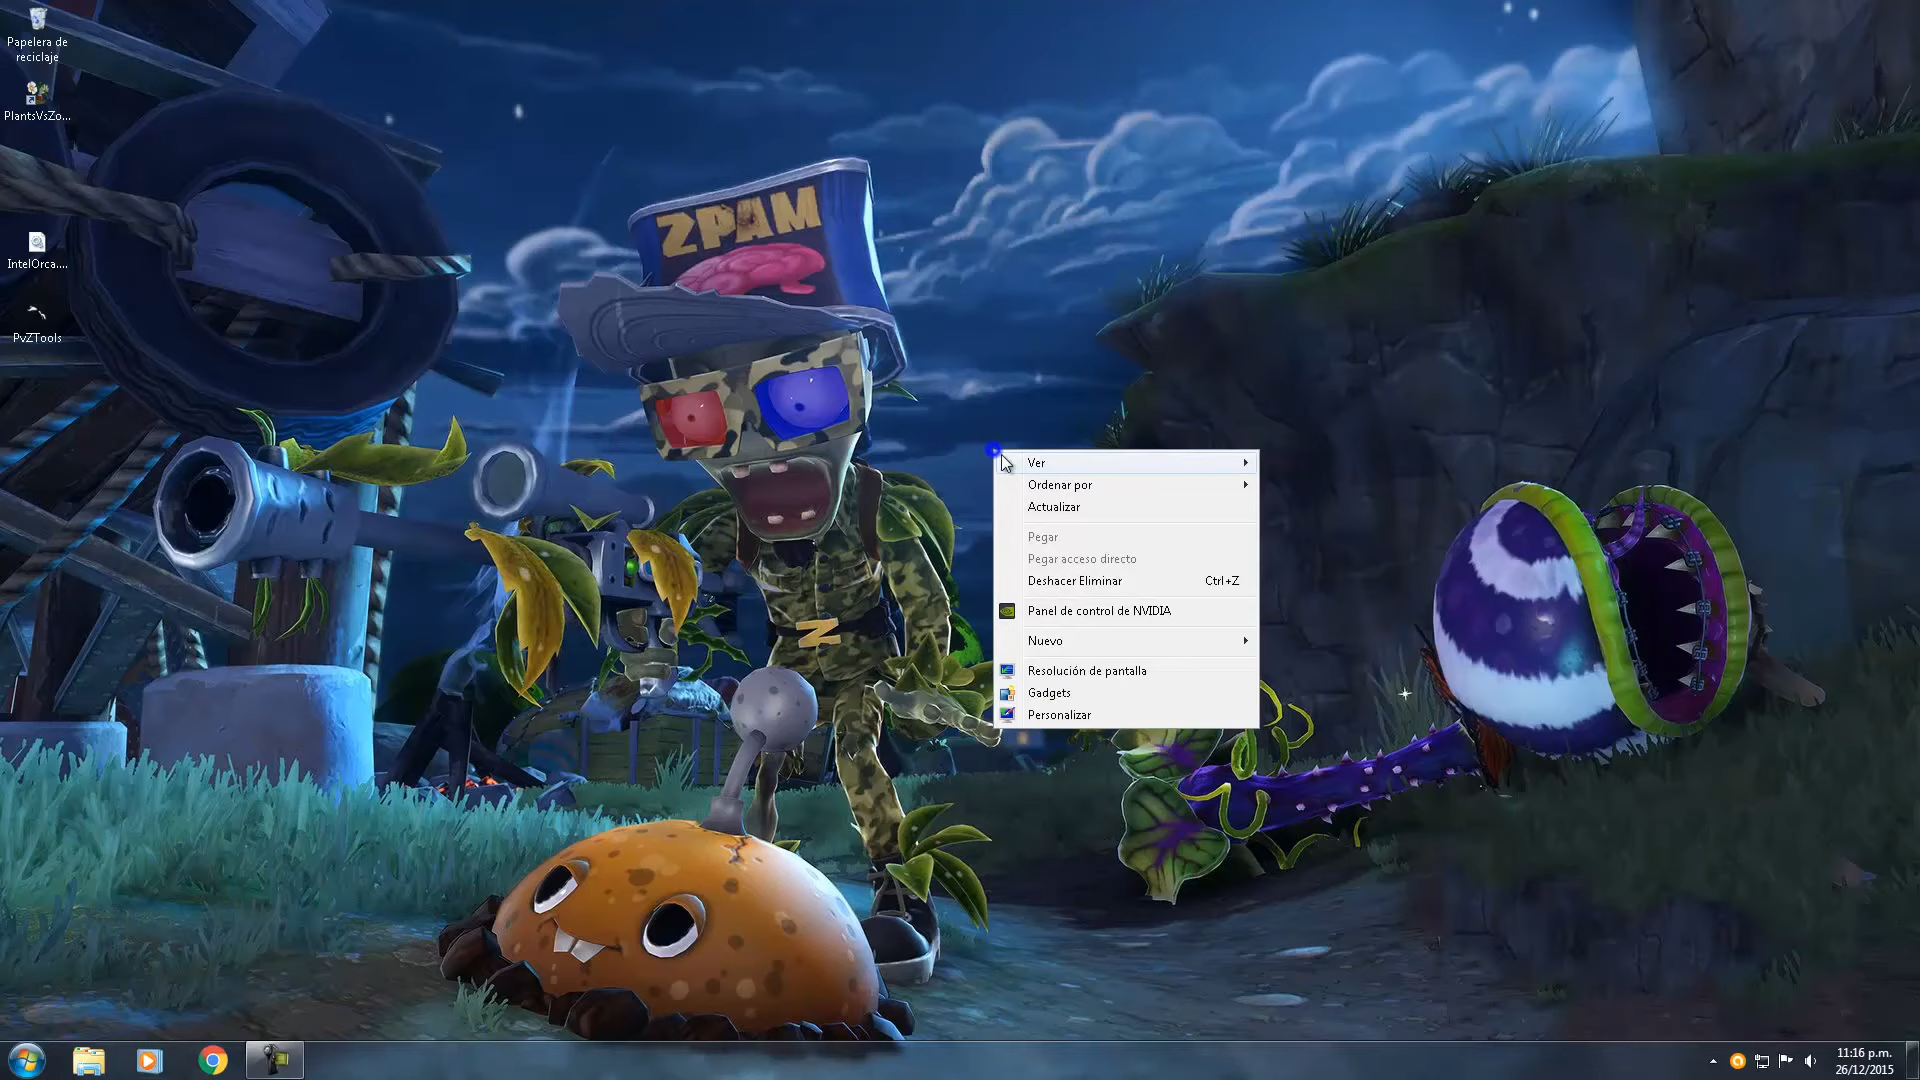 Papelera de
reciclaje
PlantsVsZo...
IntelOrca....
PvZTools
ZPAM
Z
Ver
Ordenar por
Actualizar
Pegar
Pegar acceso directo
Deshacer Eliminar Ctrl+Z
Panel de control de NVIDIA
Nuevo
Resolución de pantalla
Gadgets
Personalizar
11:16 p.m.
26/12/2015